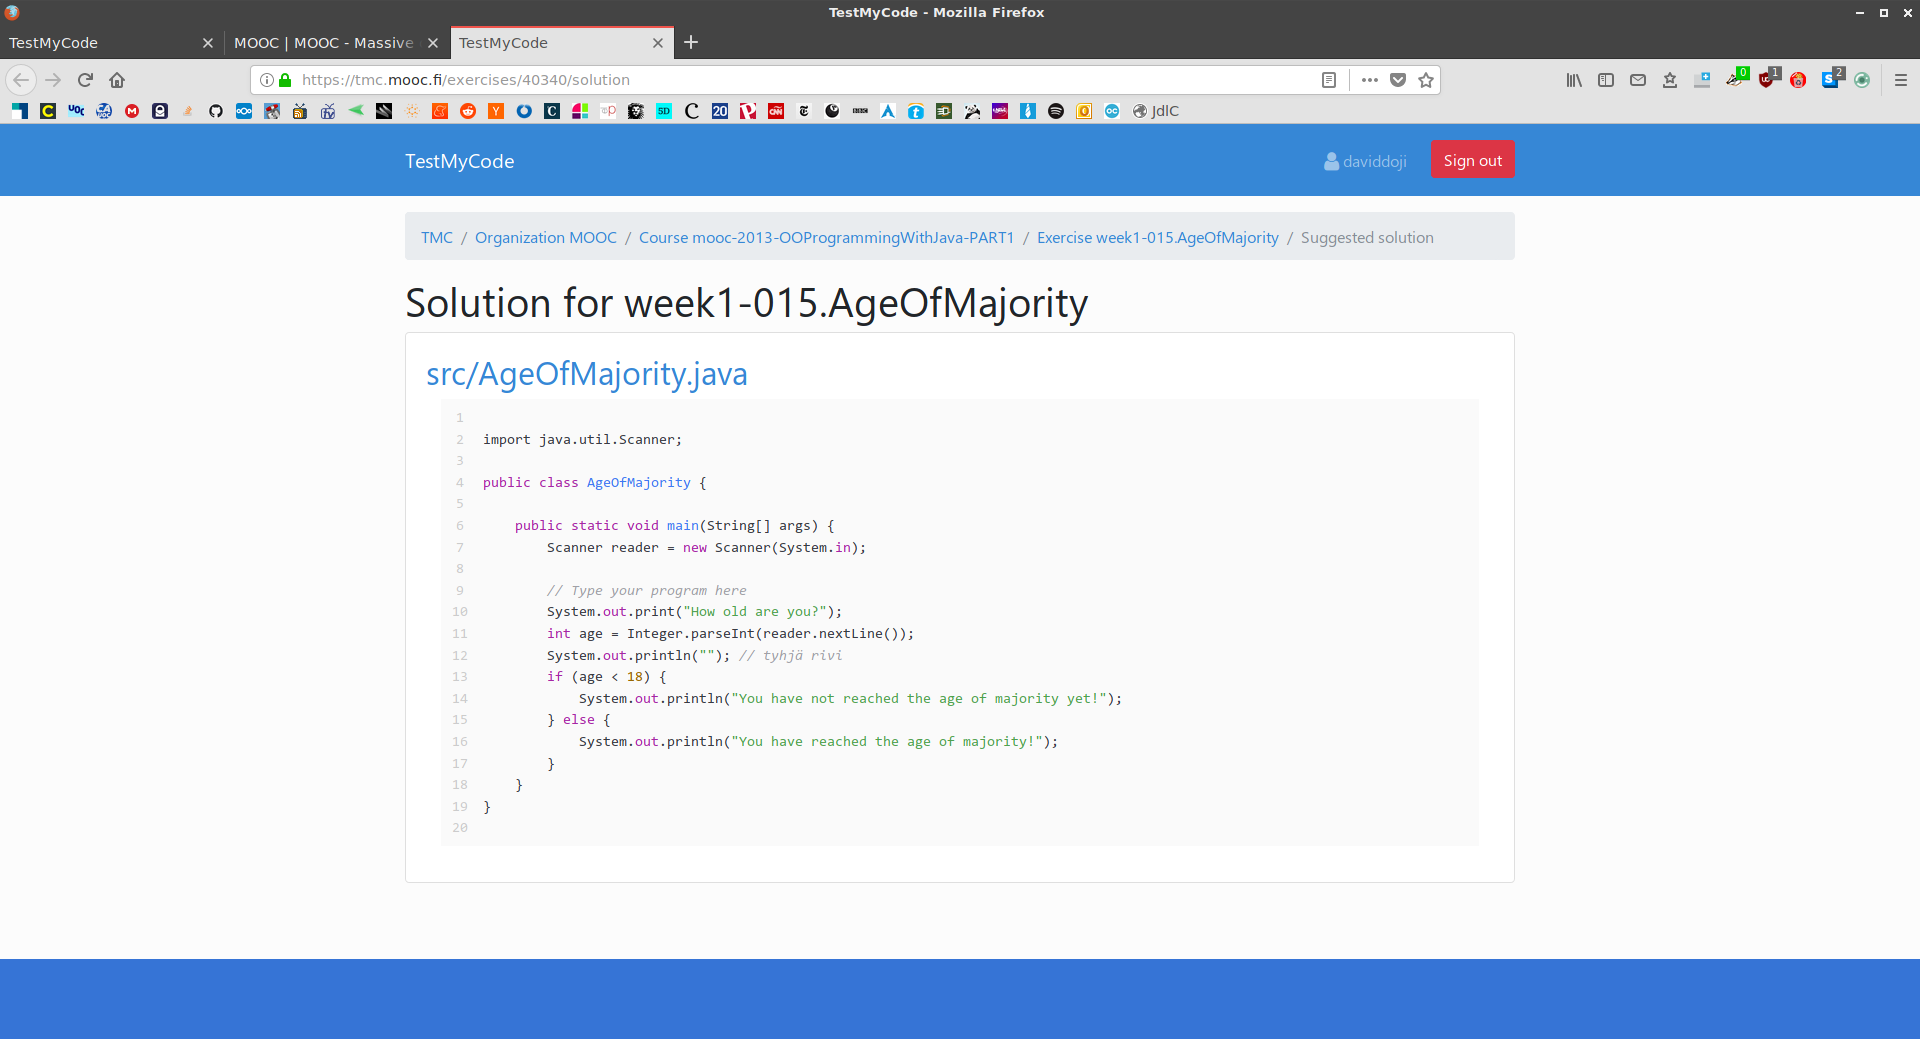 TestMyCode - Mozilla Firefox
TestMyCode
MOOC | MOOC - Massive
TestMyCode
https://tmc.mooc.fi/exercises/40340/solution
0
1
2
JdlC
TestMyCode
daviddoji
Sign out
TMC / Organization MOOC / Course mooc-2013-OOProgrammingWithJava-PART1 / Exercise week1-015.AgeOfMajority / Suggested solution
Solution for week1-015.AgeOfMajority
src/AgeOfMajority.java
1
2 import java.util.Scanner;
3
4 public class AgeOfMajority {
5
6     public static void main(String[] args) {
7         Scanner reader = new Scanner(System.in);
8
9         // Type your program here
10         System.out.print("How old are you?");
11         int age = Integer.parseInt(reader.nextLine());
12         System.out.println(""); // tyhjä rivi
13         if (age < 18) {
14             System.out.println("You have not reached the age of majority yet!");
15         } else {
16             System.out.println("You have reached the age of majority!");
17         }
18     }
19 }
20